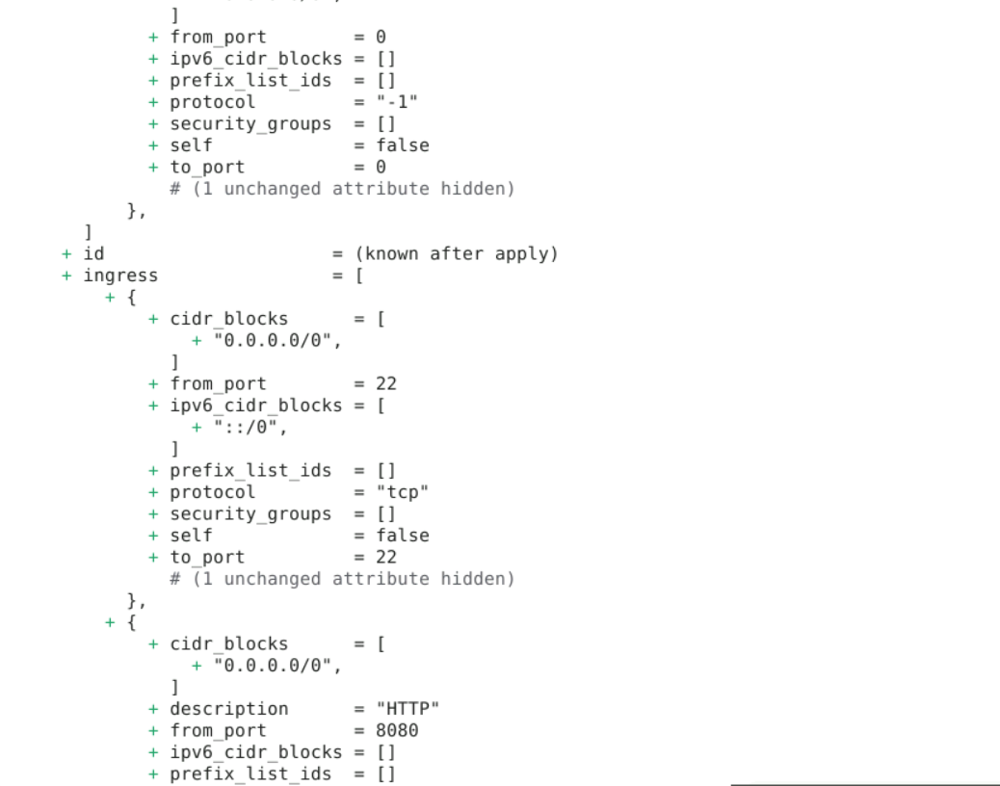 ]
+ from_port        = 0
+ ipv6_cidr_blocks = []
+ prefix_list_ids  = []
+ protocol         = "-1"
+ security_groups  = []
+ self             = false
+ to_port          = 0
# (1 unchanged attribute hidden)
},
]
+ id                     = (known after apply)
+ ingress                = [
+ {
+ cidr_blocks      = [
+ "0.0.0.0/0",
]
+ from_port        = 22
+ ipv6_cidr_blocks = [
+ "::/0",
]
+ prefix_list_ids  = []
+ protocol         = "tcp"
+ security_groups  = []
+ self             = false
+ to_port          = 22
# (1 unchanged attribute hidden)
},
+ {
+ cidr_blocks      = [
+ "0.0.0.0/0",
]
+ description      = "HTTP"
+ from_port        = 8080
+ ipv6_cidr_blocks = []
+ prefix_list_ids  = []